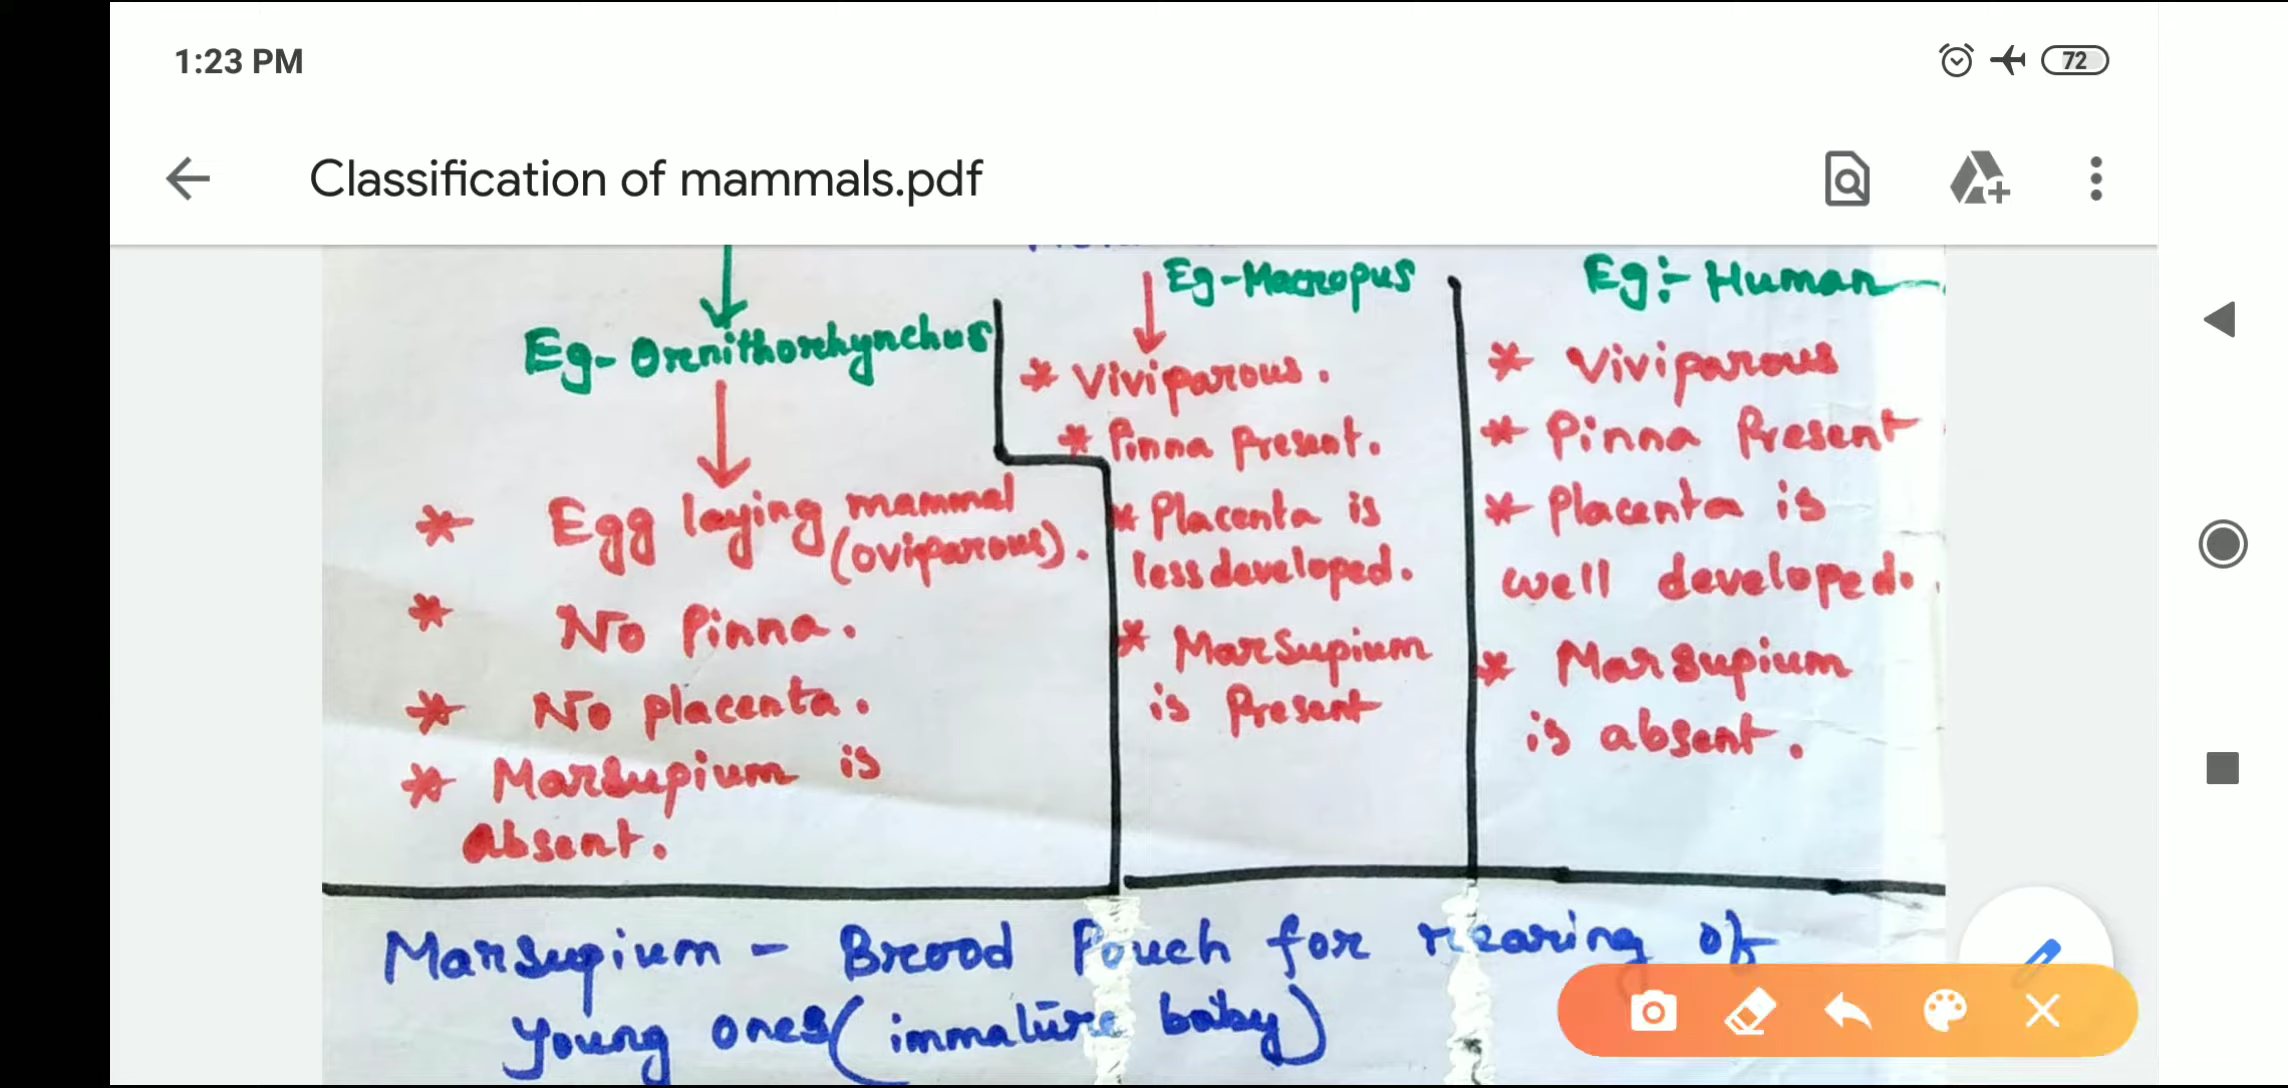 1:23 PM
72
Classification of mammals.pdf
Eg-Ornithorhynchus
* Egg laying mammal
(oviparous).
* No Pinna.
* No placenta.
* Marsupium is
absent.
Eg-Macropus
* Viviparous.
* Pinna Present.
* Placenta is
less developed.
* Marsupium
is Present
Eg:- Human
* Viviparous
* Pinna Present
* Placenta is
well developed.
* Marsupium
is absent.
Marsupium - Brood Pouch for rearing of
young ones (immature baby)